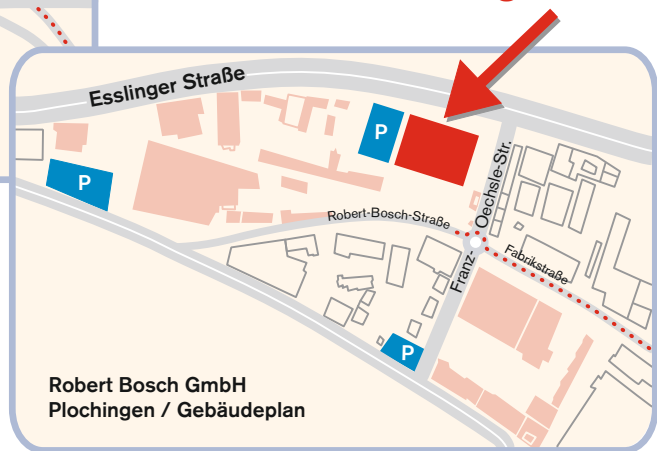 Esslinger Straße
P
P
Robert-Bosch-Straße
Franz-
Oechsle-Str.
Fabrikstraße
P
Robert Bosch GmbH
Plochingen / Gebäudeplan